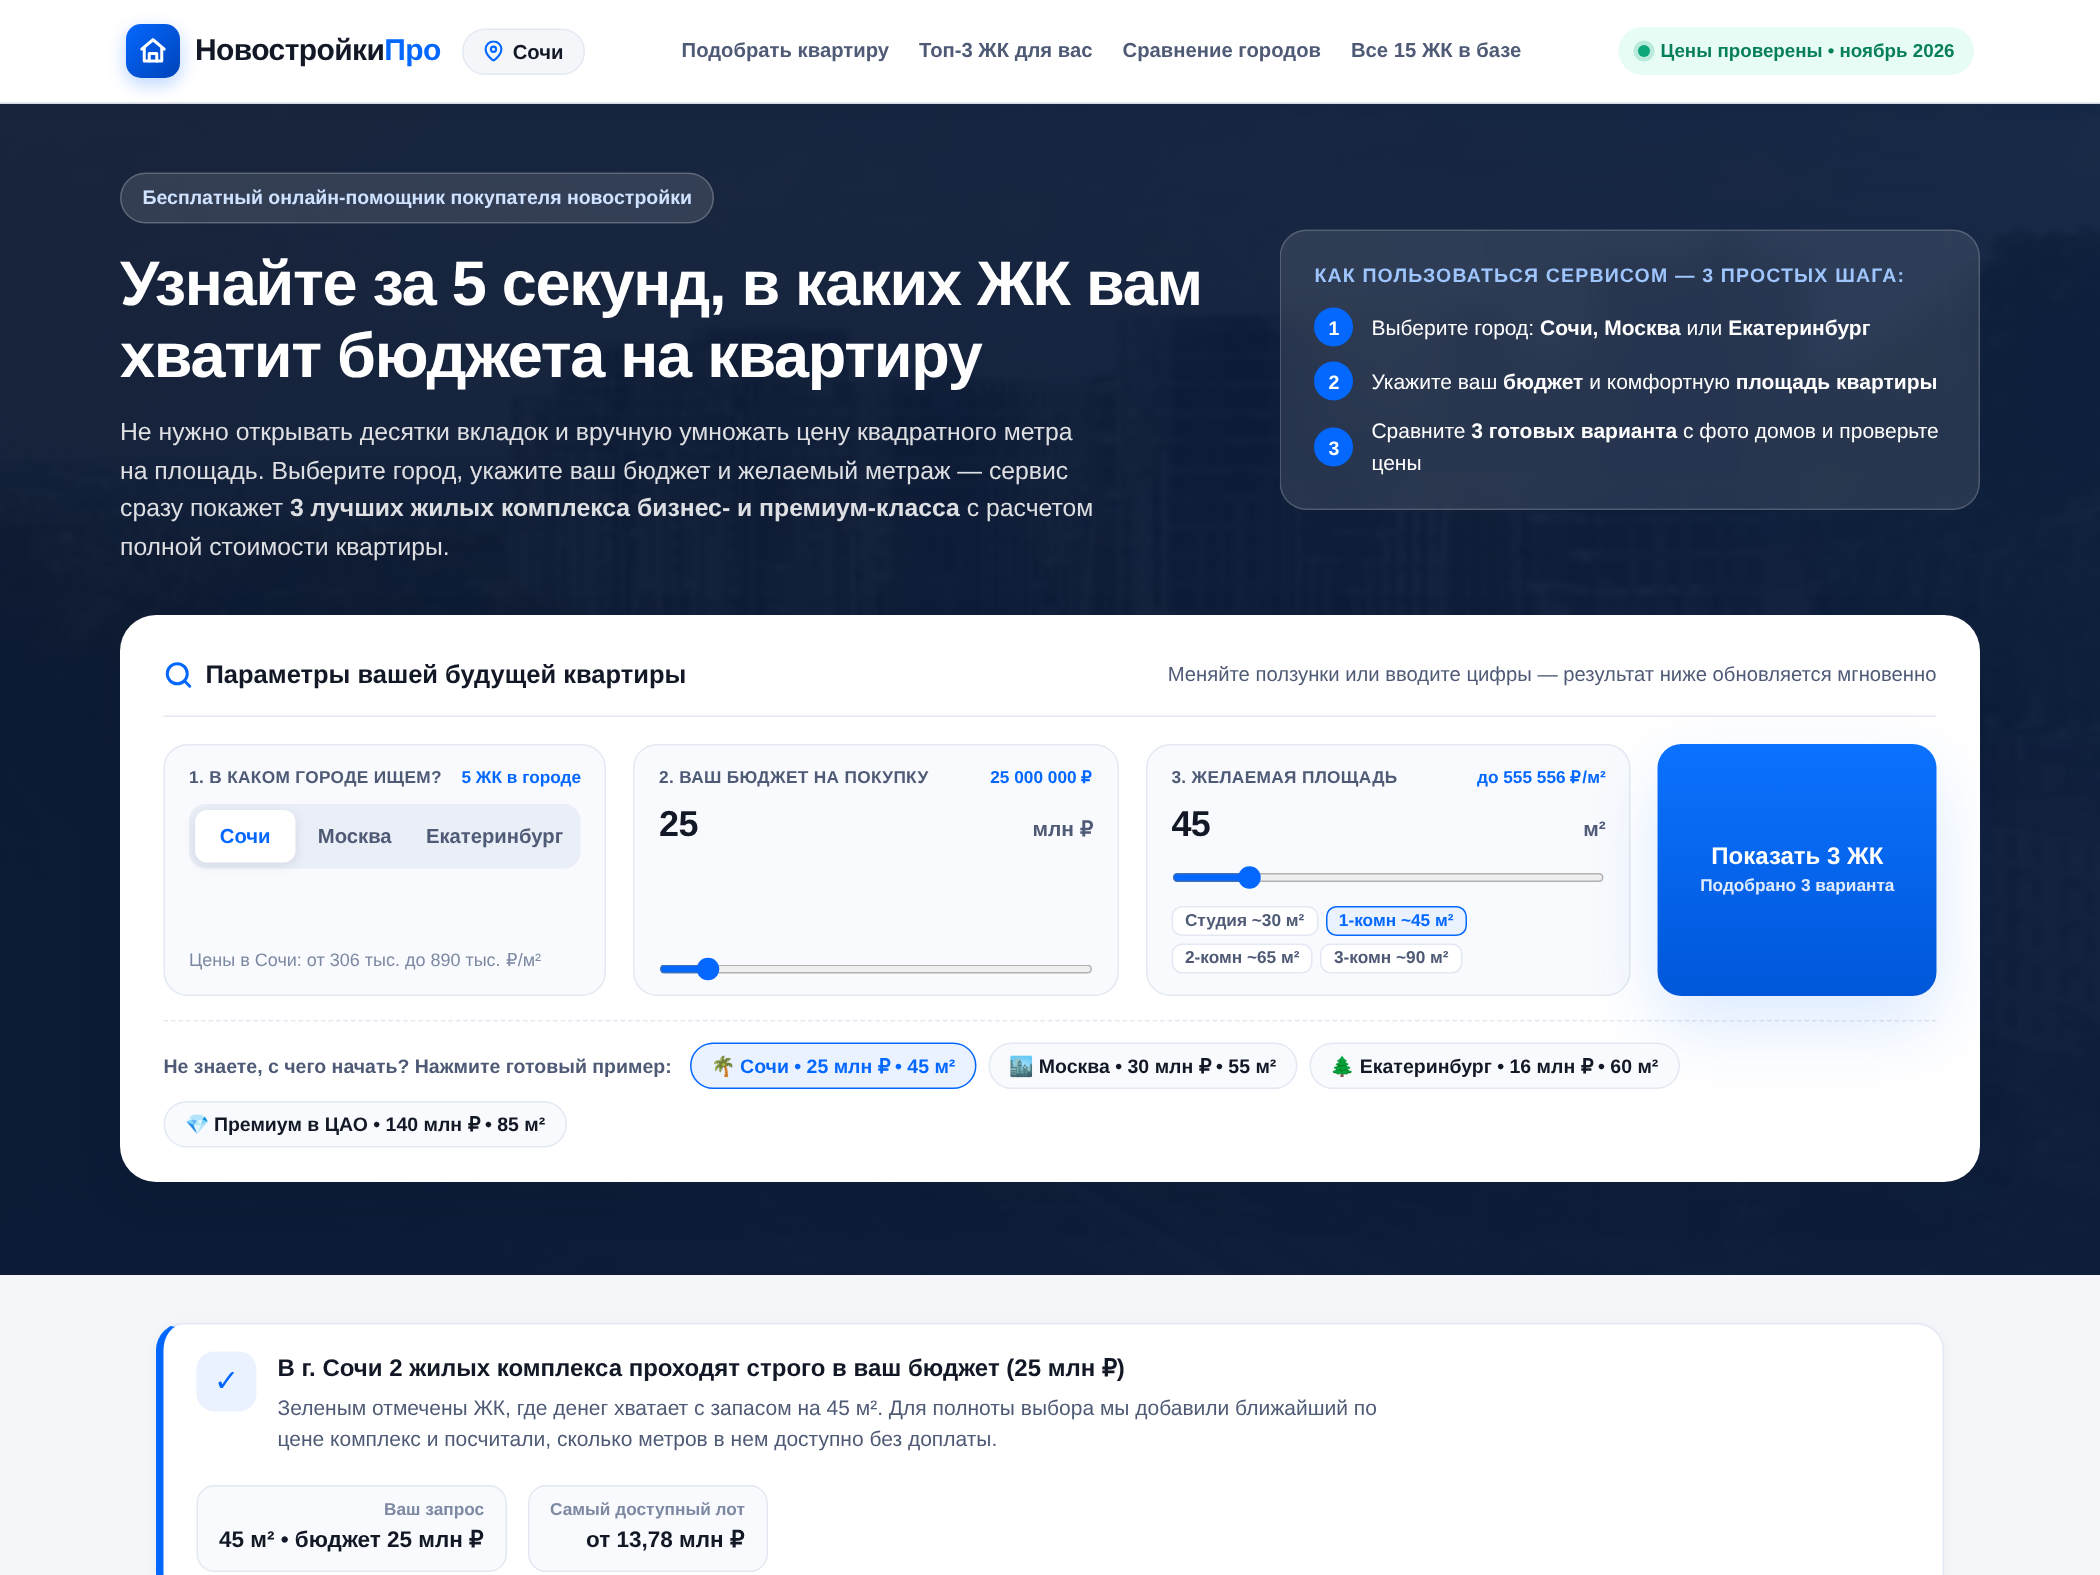 НовостройкиПро
Сочи
Подобрать квартиру
Топ-3 ЖК для вас
Сравнение городов
Все 15 ЖК в базе
Цены проверены • ноябрь 2026
Бесплатный онлайн-помощник покупателя новостройки
Узнайте за 5 секунд, в каких ЖК вам
хватит бюджета на квартиру
Не нужно открывать десятки вкладок и вручную умножать цену квадратного метра
на площадь. Выберите город, укажите ваш бюджет и желаемый метраж — сервис
сразу покажет 3 лучших жилых комплекса бизнес- и премиум-класса с расчетом
полной стоимости квартиры.
КАК ПОЛЬЗОВАТЬСЯ СЕРВИСОМ — 3 ПРОСТЫХ ШАГА:
1 Выберите город: Сочи, Москва или Екатеринбург
2 Укажите ваш бюджет и комфортную площадь квартиры
3 Сравните 3 готовых варианта с фото домов и проверьте
цены
Параметры вашей будущей квартиры
Меняйте ползунки или вводите цифры — результат ниже обновляется мгновенно
1. В КАКОМ ГОРОДЕ ИЩЕМ? 5 ЖК в городе
Сочи Москва Екатеринбург
Цены в Сочи: от 306 тыс. до 890 тыс. ₽/м²
2. ВАШ БЮДЖЕТ НА ПОКУПКУ 25 000 000 ₽
25 млн ₽
3. ЖЕЛАЕМАЯ ПЛОЩАДЬ до 555 556 ₽/м²
45 м²
Студия ~30 м² 1-комн ~45 м²
2-комн ~65 м² 3-комн ~90 м²
Показать 3 ЖК
Подобрано 3 варианта
Не знаете, с чего начать? Нажмите готовый пример: 🌴 Сочи • 25 млн ₽ • 45 м² 🏙️ Москва • 30 млн ₽ • 55 м² 🌲 Екатеринбург • 16 млн ₽ • 60 м²
💎 Премиум в ЦАО • 140 млн ₽ • 85 м²
✓ В г. Сочи 2 жилых комплекса проходят строго в ваш бюджет (25 млн ₽)
Зеленым отмечены ЖК, где денег хватает с запасом на 45 м². Для полноты выбора мы добавили ближайший по
цене комплекс и посчитали, сколько метров в нем доступно без доплаты.
Ваш запрос
45 м² • бюджет 25 млн ₽
Самый доступный лот
от 13,78 млн ₽